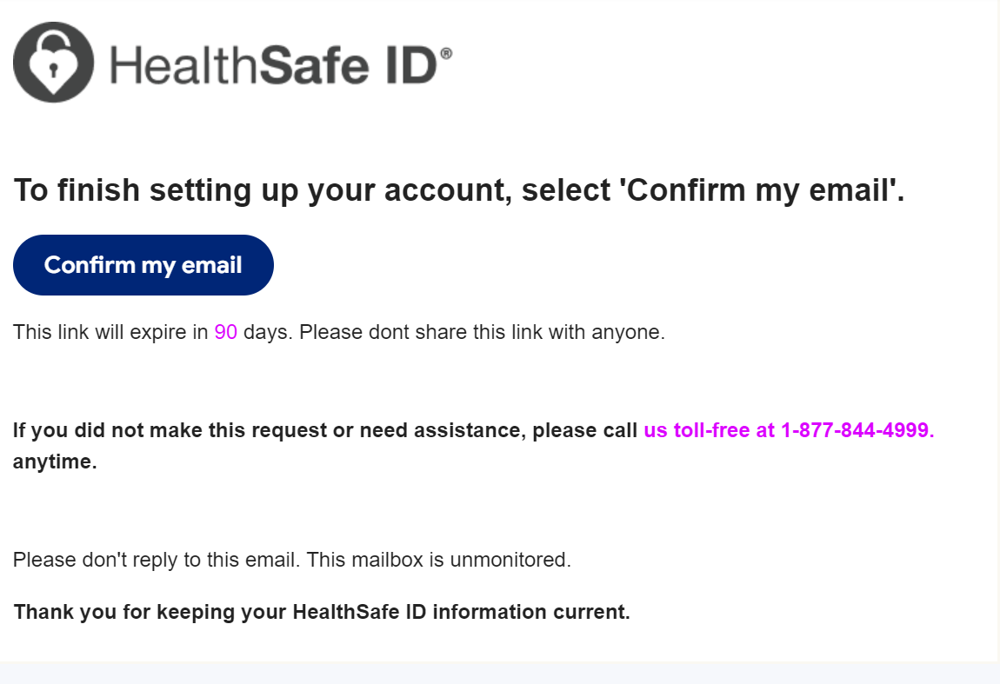 HealthSafe ID®
To finish setting up your account, select 'Confirm my email'.
Confirm my email
This link will expire in 90 days. Please dont share this link with anyone.
If you did not make this request or need assistance, please call us toll-free at 1-877-844-4999.
anytime.
Please don't reply to this email. This mailbox is unmonitored.
Thank you for keeping your HealthSafe ID information current.